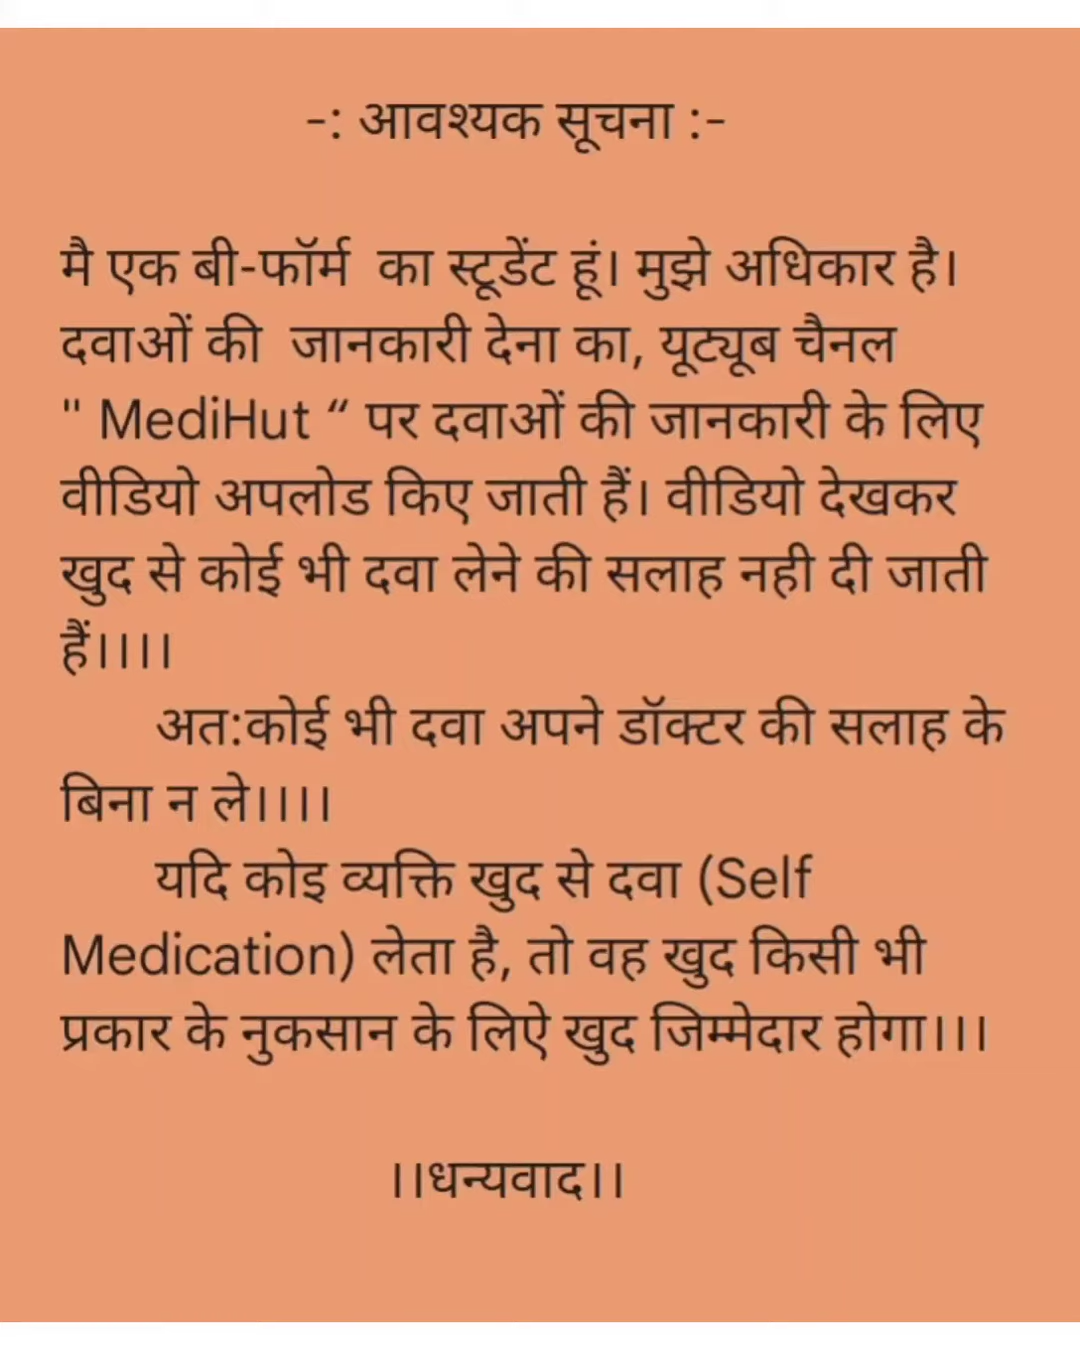 -: आवश्यक सूचना :-
मै एक बी-फॉर्म का स्टूडेंट हूं। मुझे अधिकार है।
दवाओं की जानकारी देना का, यूट्यूब चैनल
" MediHut “ पर दवाओं की जानकारी के लिए
वीडियो अपलोड किए जाती हैं। वीडियो देखकर
खुद से कोई भी दवा लेने की सलाह नही दी जाती
हैं।।।।
अत:कोई भी दवा अपने डॉक्टर की सलाह के
बिना न ले।।।।
यदि कोइ व्यक्ति खुद से दवा (Self
Medication) लेता है, तो वह खुद किसी भी
प्रकार के नुकसान के लिऐ खुद जिम्मेदार होगा।।।
।।धन्यवाद।।